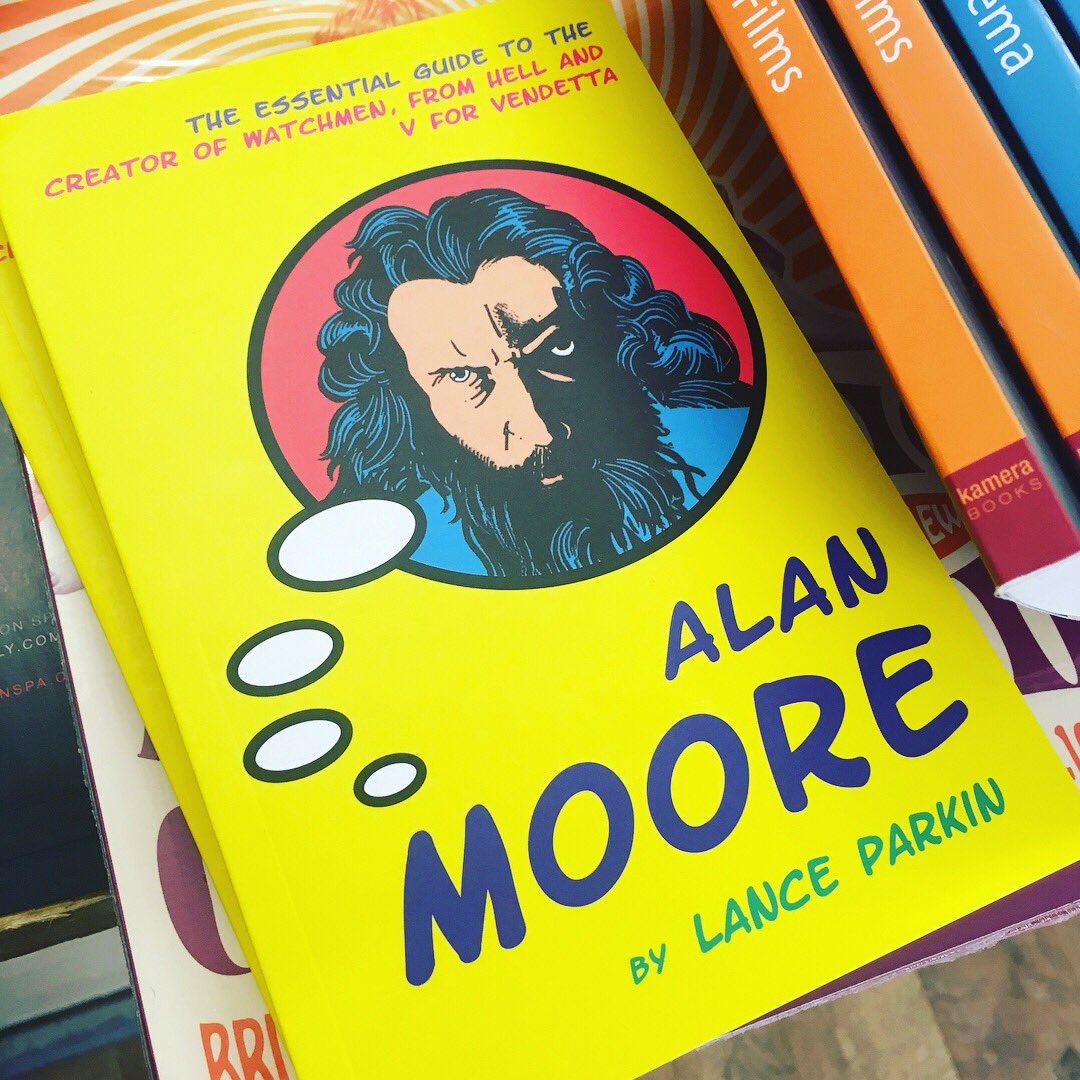 THE ESSENTIAL GUIDE TO THE
CREATOR OF WATCHMEN, FROM HELL AND
V FOR VENDETTA
ALAN
MOORE
BY LANCE PARKIN
Films
kamera
BOOKS